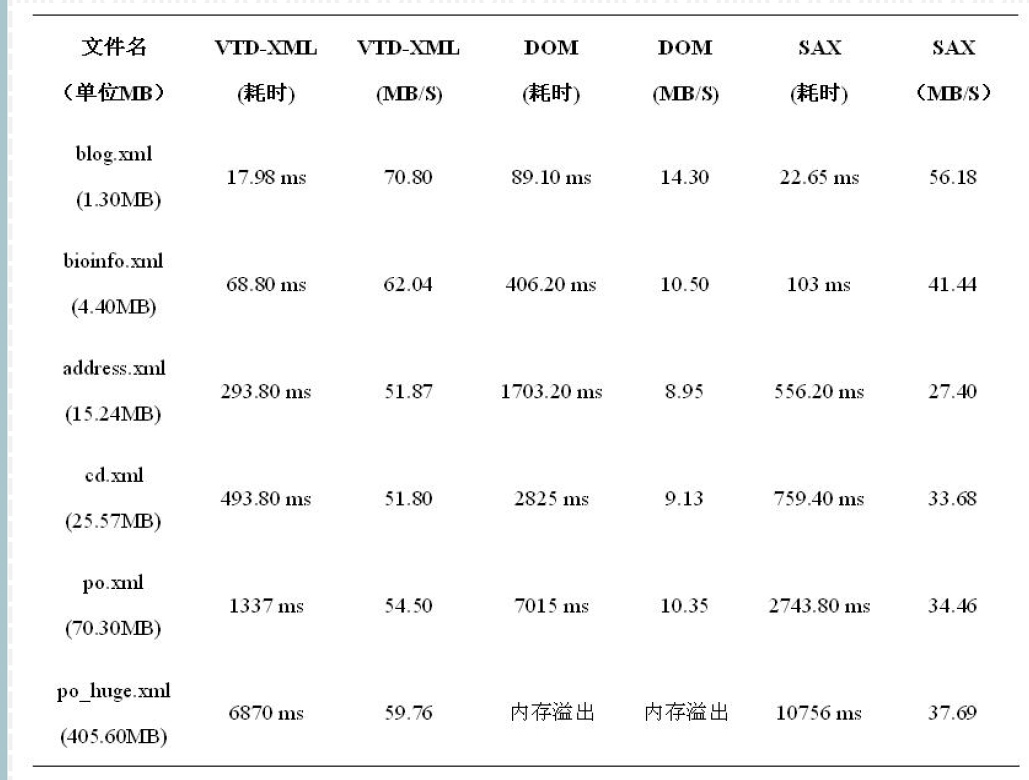 文件名 VTD-XML VTD-XML DOM DOM SAX SAX
（单位MB） (耗时) (MB/S) (耗时) (MB/S) (耗时) （MB/S）
blog.xml
17.98 ms 70.80 89.10 ms 14.30 22.65 ms 56.18
(1.30MB)
bioinfo.xml
68.80 ms 62.04 406.20 ms 10.50 103 ms 41.44
(4.40MB)
address.xml
293.80 ms 51.87 1703.20 ms 8.95 556.20 ms 27.40
(15.24MB)
cd.xml
493.80 ms 51.80 2825 ms 9.13 759.40 ms 33.68
(25.57MB)
po.xml
1337 ms 54.50 7015 ms 10.35 2743.80 ms 34.46
(70.30MB)
po_huge.xml
6870 ms 59.76 内存溢出 内存溢出 10756 ms 37.69
(405.60MB)